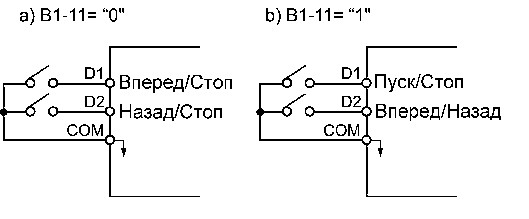 a) B1-11= "0"
D1 Вперед/Стоп
D2 Назад/Стоп
COM
b) B1-11= "1"
D1 Пуск/Стоп
D2 Вперед/Назад
COM